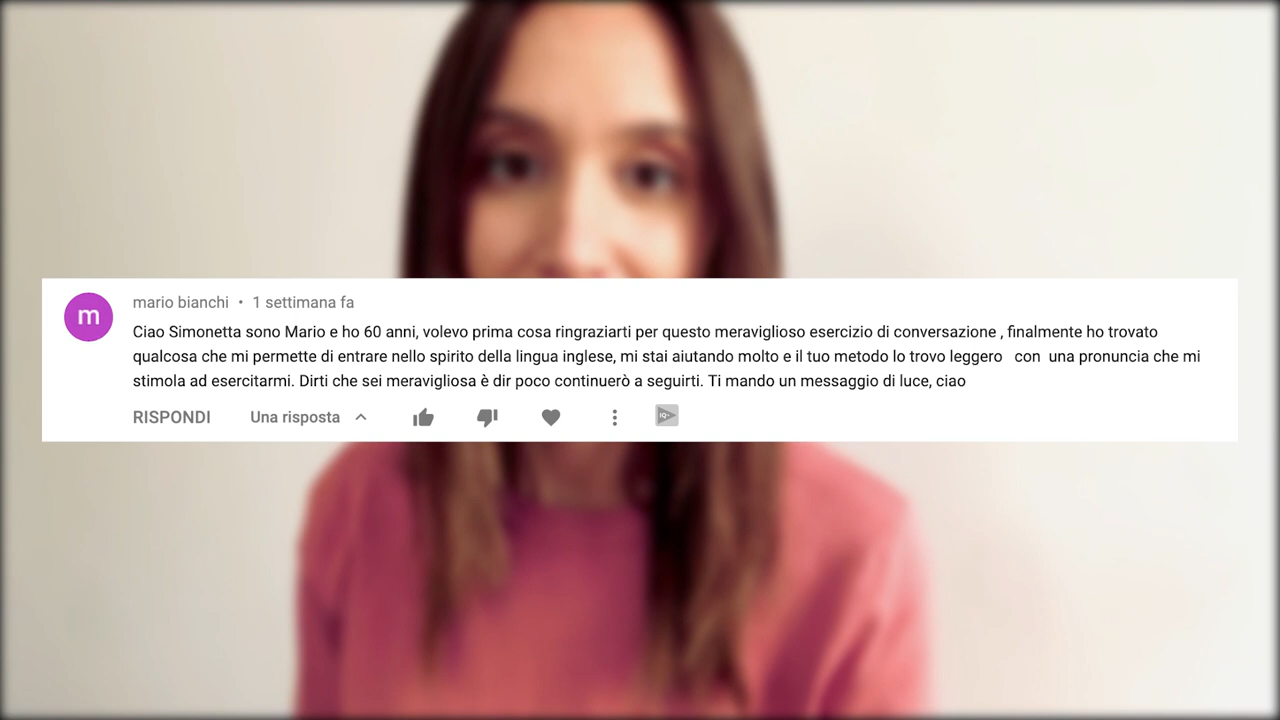 m
mario bianchi • 1 settimana fa
Ciao Simonetta sono Mario e ho 60 anni, volevo prima cosa ringraziarti per questo meraviglioso esercizio di conversazione , finalmente ho trovato
qualcosa che mi permette di entrare nello spirito della lingua inglese, mi stai aiutando molto e il tuo metodo lo trovo leggero   con  una pronuncia che mi
stimola ad esercitarmi. Dirti che sei meravigliosa è dir poco continuerò a seguirti. Ti mando un messaggio di luce, ciao
RISPONDI Una risposta IQ+